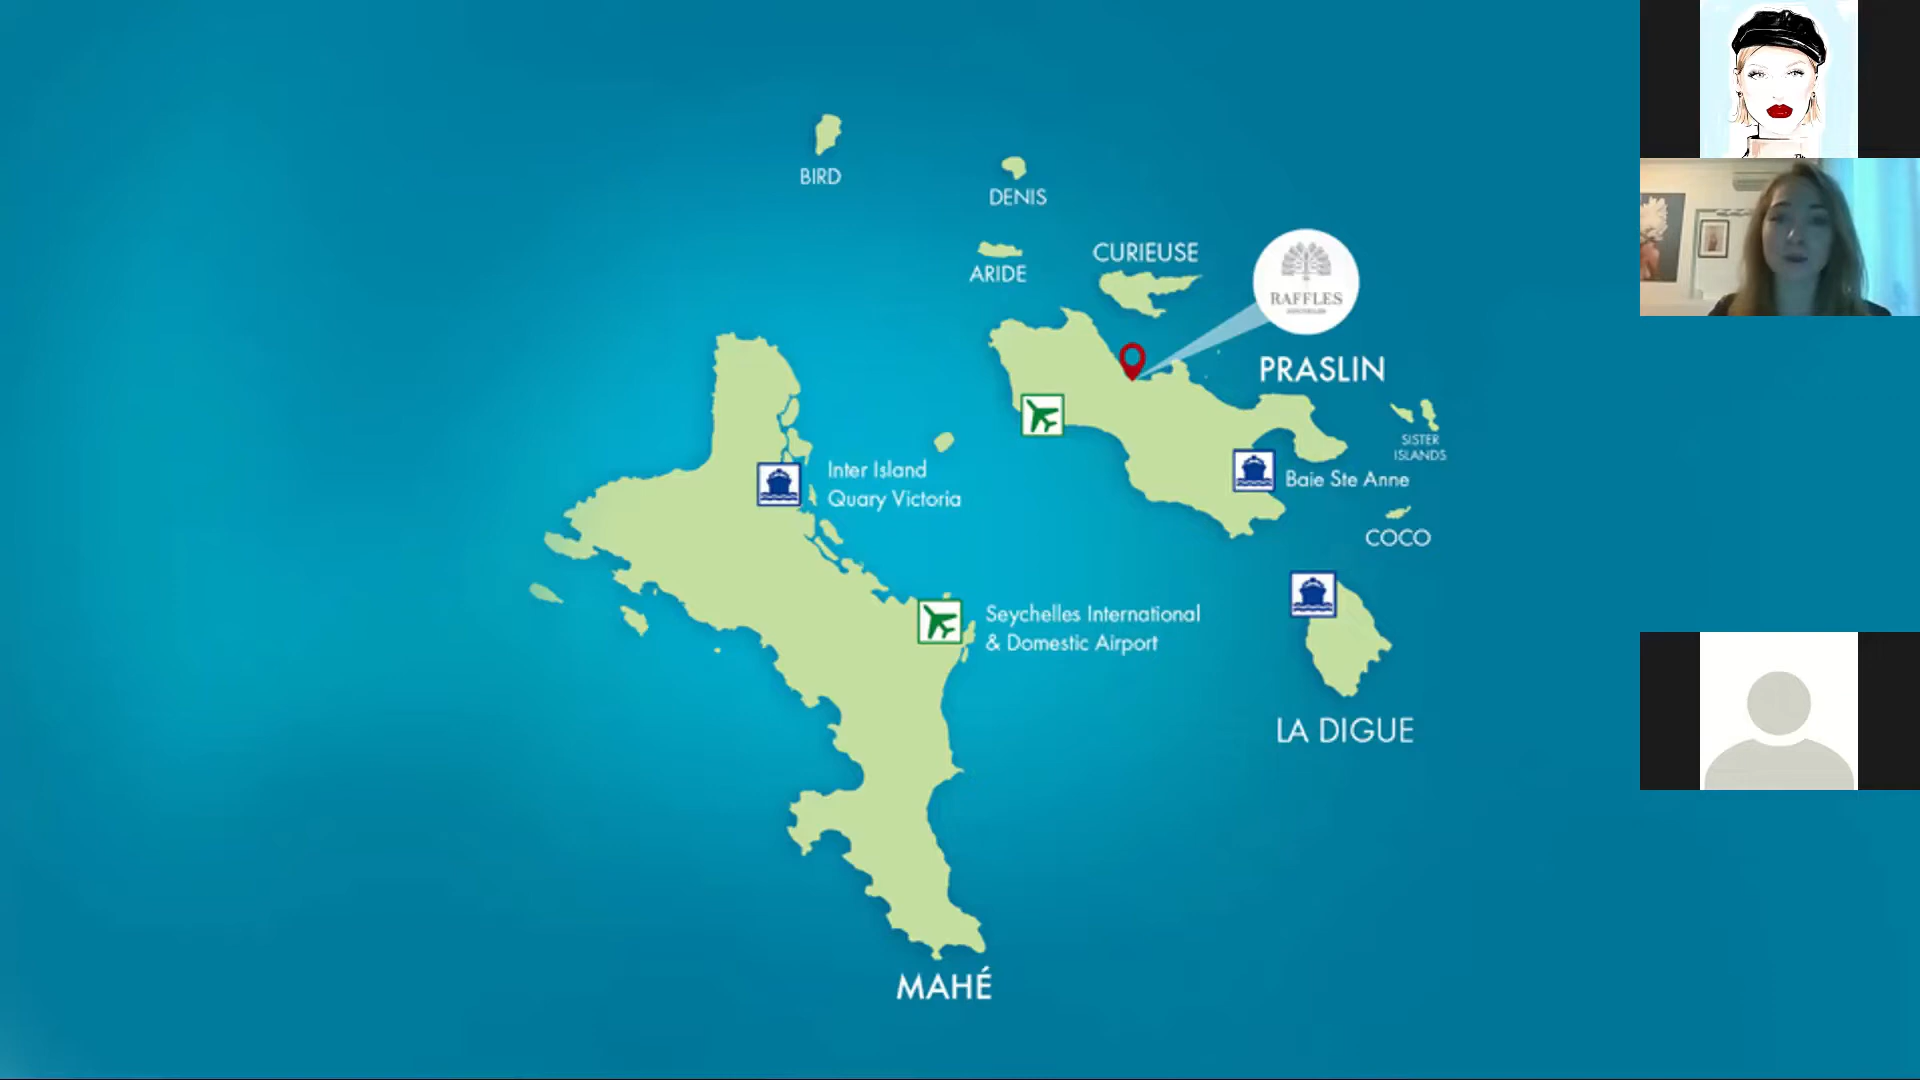 BIRD
DENIS
ARIDE
CURIEUSE
RAFFLES
PRASLIN
SISTER
ISLANDS
Inter Island
Quary Victoria
Baie Ste Anne
COCO
Seychelles International
& Domestic Airport
LA DIGUE
MAHÉ